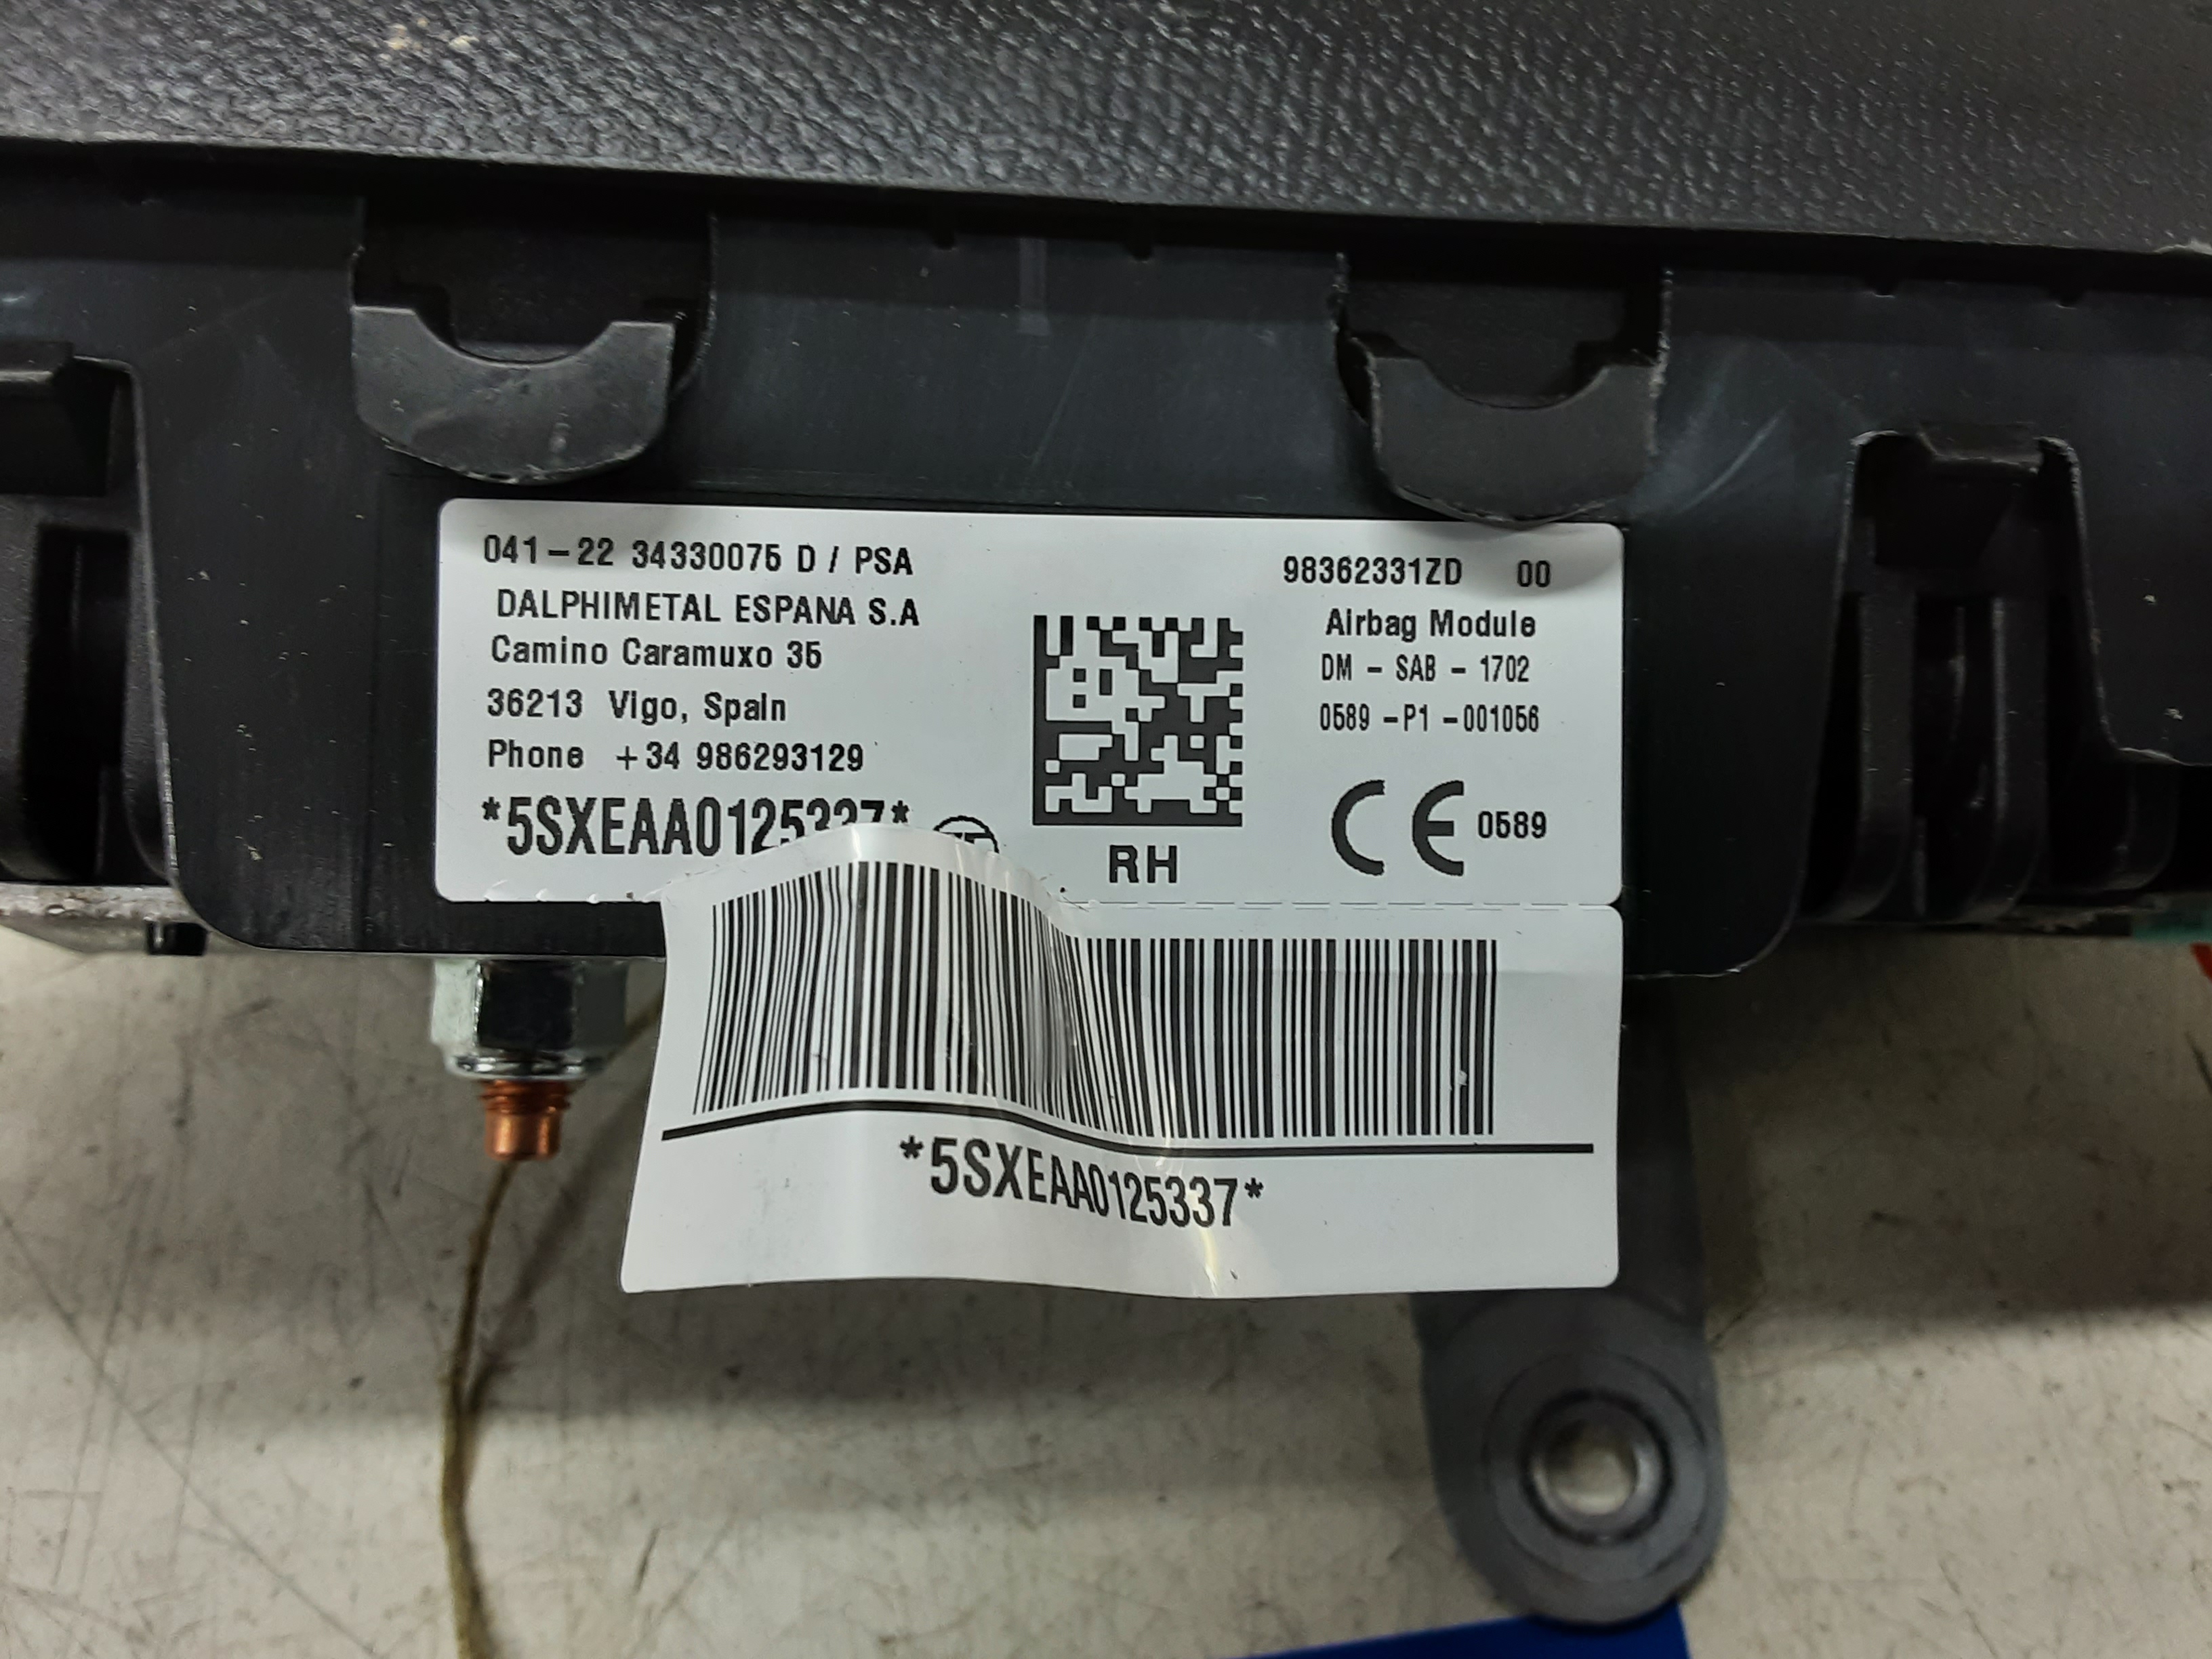 041-22 34330075 D / PSA
DALPHIMETAL ESPANA S.A
Camino Caramuxo 35
36213 Vigo, Spain
Phone +34 986293129
*5SXEAA0125337*
98362331ZD 00
Airbag Module
DM - SAB - 1702
0589 -P1 -001056
CE 0589
RH
*5SXEAA0125337*